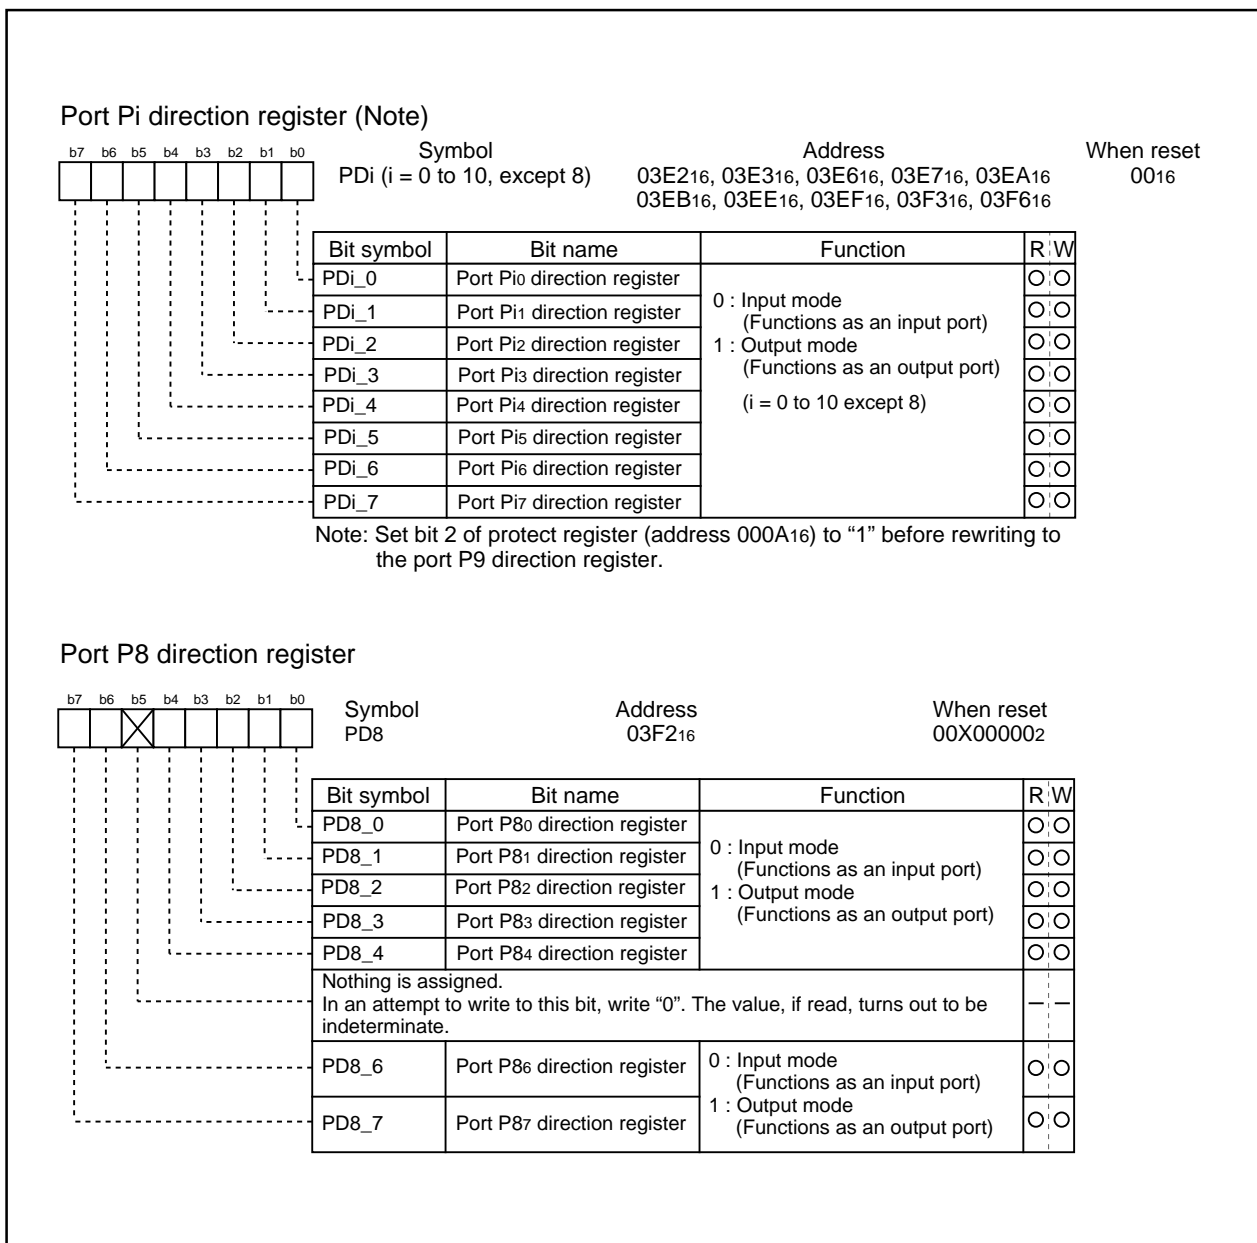 Port Pi direction register (Note)
b7 b6 b5 b4 b3 b2 b1 b0
Symbol Address When reset
PDi (i = 0 to 10, except 8) 03E216, 03E316, 03E616, 03E716, 03EA16 0016
03EB16, 03EE16, 03EF16, 03F316, 03F616
Bit symbol Bit name Function R W
PDi_0 Port Pi0 direction register
PDi_1 Port Pi1 direction register
PDi_2 Port Pi2 direction register
PDi_3 Port Pi3 direction register
PDi_4 Port Pi4 direction register
PDi_5 Port Pi5 direction register
PDi_6 Port Pi6 direction register
PDi_7 Port Pi7 direction register
0 : Input mode
(Functions as an input port)
1 : Output mode
(Functions as an output port)
(i = 0 to 10 except 8)
Note: Set bit 2 of protect register (address 000A16) to “1” before rewriting to
the port P9 direction register.
Port P8 direction register
b7 b6 b5 b4 b3 b2 b1 b0
Symbol Address When reset
PD8 03F216 00X000002
Bit symbol Bit name Function R W
PD8_0 Port P80 direction register
PD8_1 Port P81 direction register
PD8_2 Port P82 direction register
PD8_3 Port P83 direction register
PD8_4 Port P84 direction register
0 : Input mode
(Functions as an input port)
1 : Output mode
(Functions as an output port)
Nothing is assigned.
In an attempt to write to this bit, write “0”. The value, if read, turns out to be
indeterminate.
PD8_6 Port P86 direction register
PD8_7 Port P87 direction register
0 : Input mode
(Functions as an input port)
1 : Output mode
(Functions as an output port)